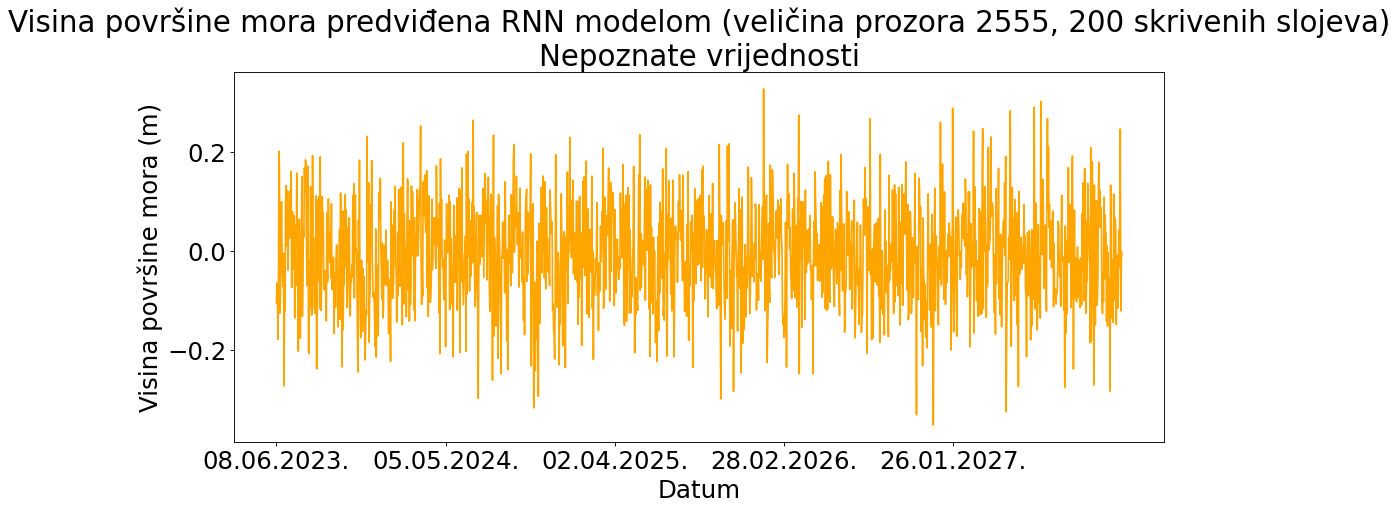 Visina površine mora predviđena RNN modelom (veličina prozora 2555, 200 skrivenih slojeva)
Nepoznate vrijednosti
Visina površine mora (m)
0.2
0.0
−0.2
08.06.2023. 05.05.2024. 02.04.2025. 28.02.2026. 26.01.2027.
Datum